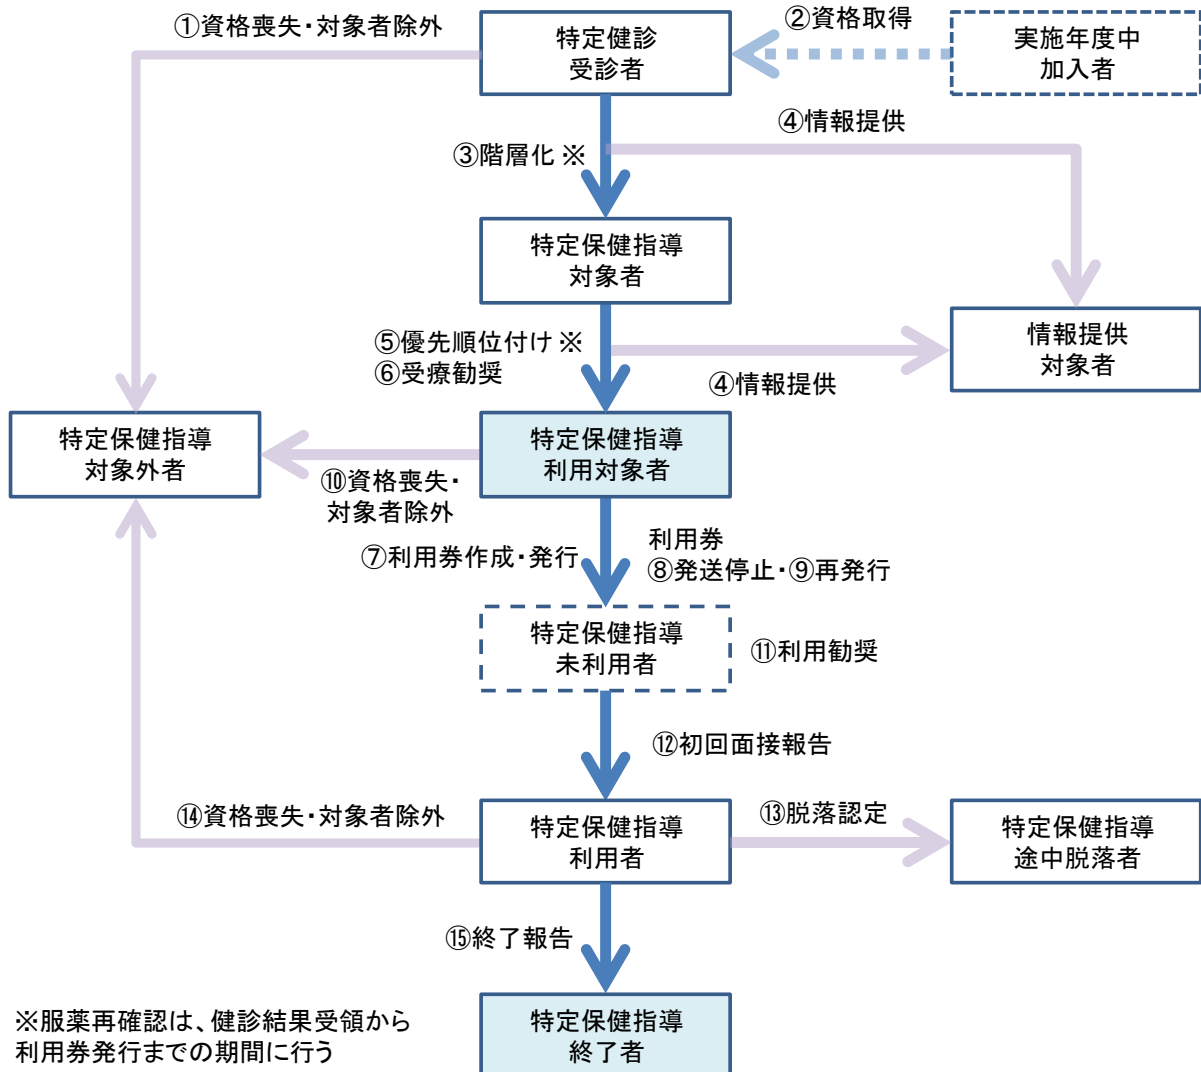 ①資格喪失・対象者除外
特定健診
受診者
②資格取得
実施年度中
加入者
③階層化 ※
④情報提供
特定保健指導
対象者
⑤優先順位付け ※
⑥受療勧奨
④情報提供
情報提供
対象者
特定保健指導
対象外者
特定保健指導
利用対象者
⑩資格喪失・
対象者除外
⑦利用券作成・発行
利用券
⑧発送停止・⑨再発行
特定保健指導
未利用者
⑪利用勧奨
⑫初回面接報告
⑭資格喪失・対象者除外
特定保健指導
利用者
⑬脱落認定
特定保健指導
途中脱落者
⑮終了報告
特定保健指導
終了者
※服薬再確認は、健診結果受領から
利用券発行までの期間に行う